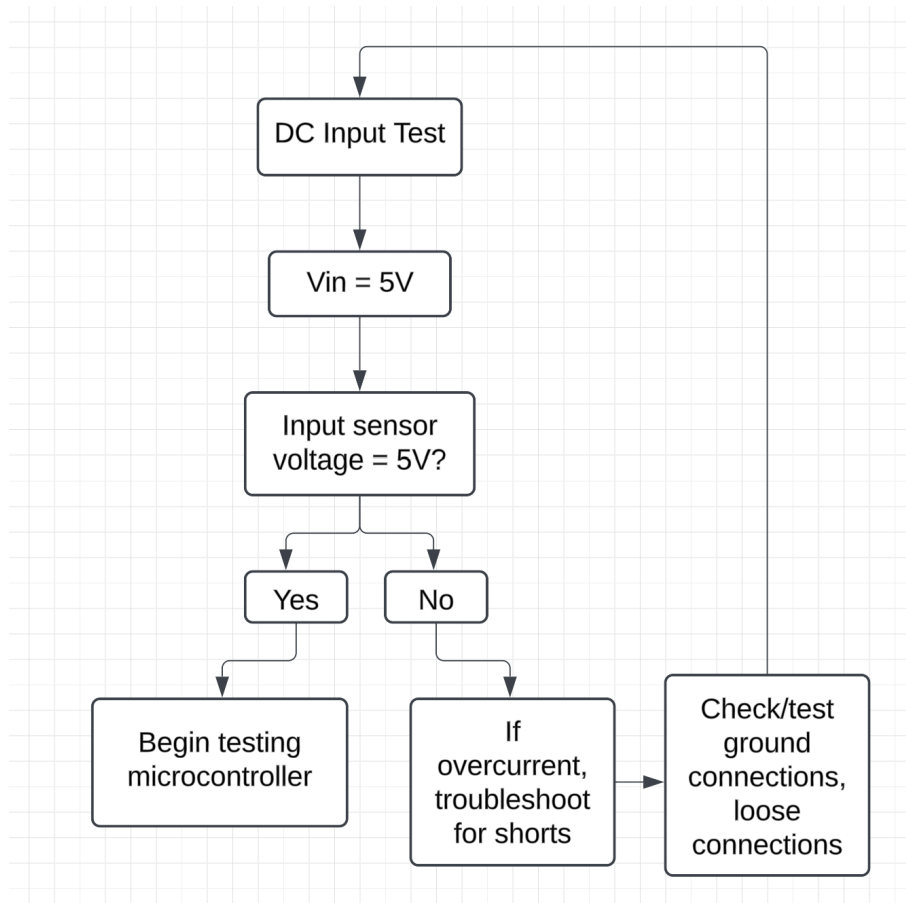 DC Input Test
Vin = 5V
Input sensor
voltage = 5V?
Yes
No
Begin testing
microcontroller
If
overcurrent,
troubleshoot
for shorts
Check/test
ground
connections,
loose
connections